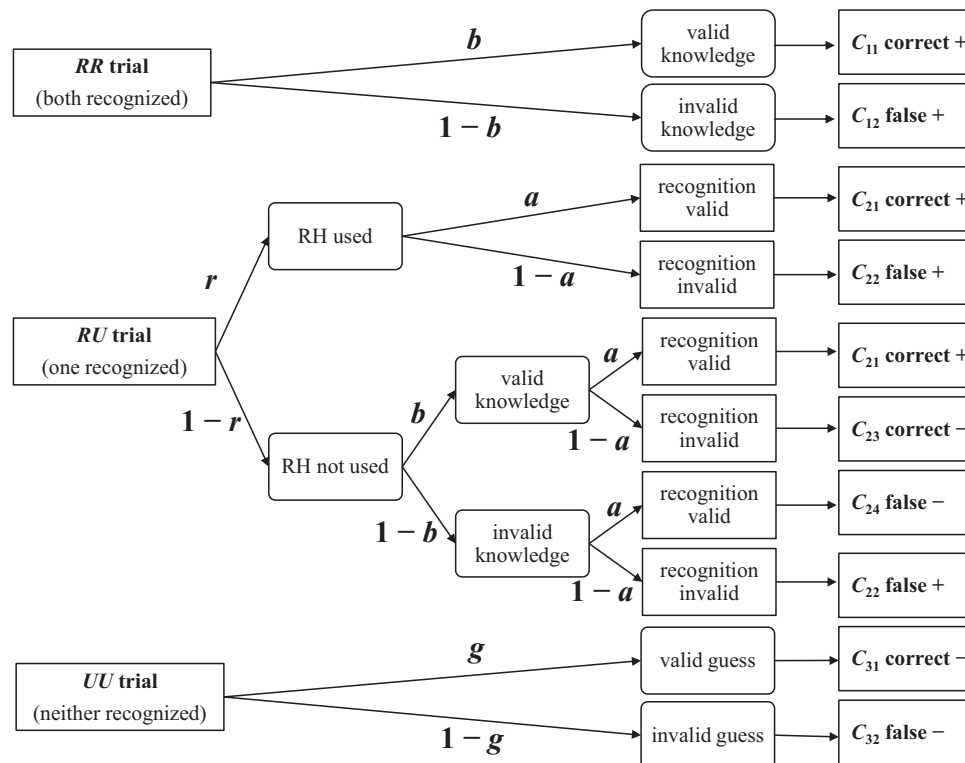 b
valid
knowledge
C11 correct +
RR trial
(both recognized)
1 − b
invalid
knowledge
C12 false +
a
recognition
valid
C21 correct +
RH used
r
1 − a
recognition
invalid
C22 false +
RU trial
(one recognized)
a
recognition
valid
C21 correct +
valid
knowledge
b
1 − r
1 − a
recognition
invalid
C23 correct −
RH not used
a
recognition
valid
C24 false −
1 − b
invalid
knowledge
1 − a
recognition
invalid
C22 false +
g
valid guess
C31 correct −
UU trial
(neither recognized)
1 − g
invalid guess
C32 false −